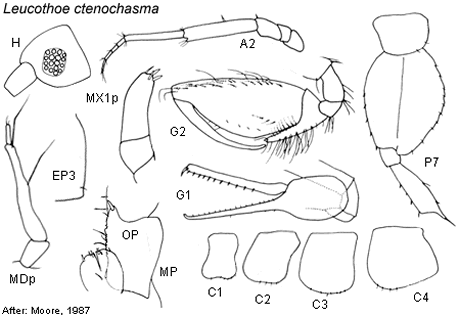 Leucothoe ctenochasma
H
A2
MX1p
G2
EP3
P7
G1
OP
MP
MDp
C1
C2
C3
C4
After: Moore, 1987